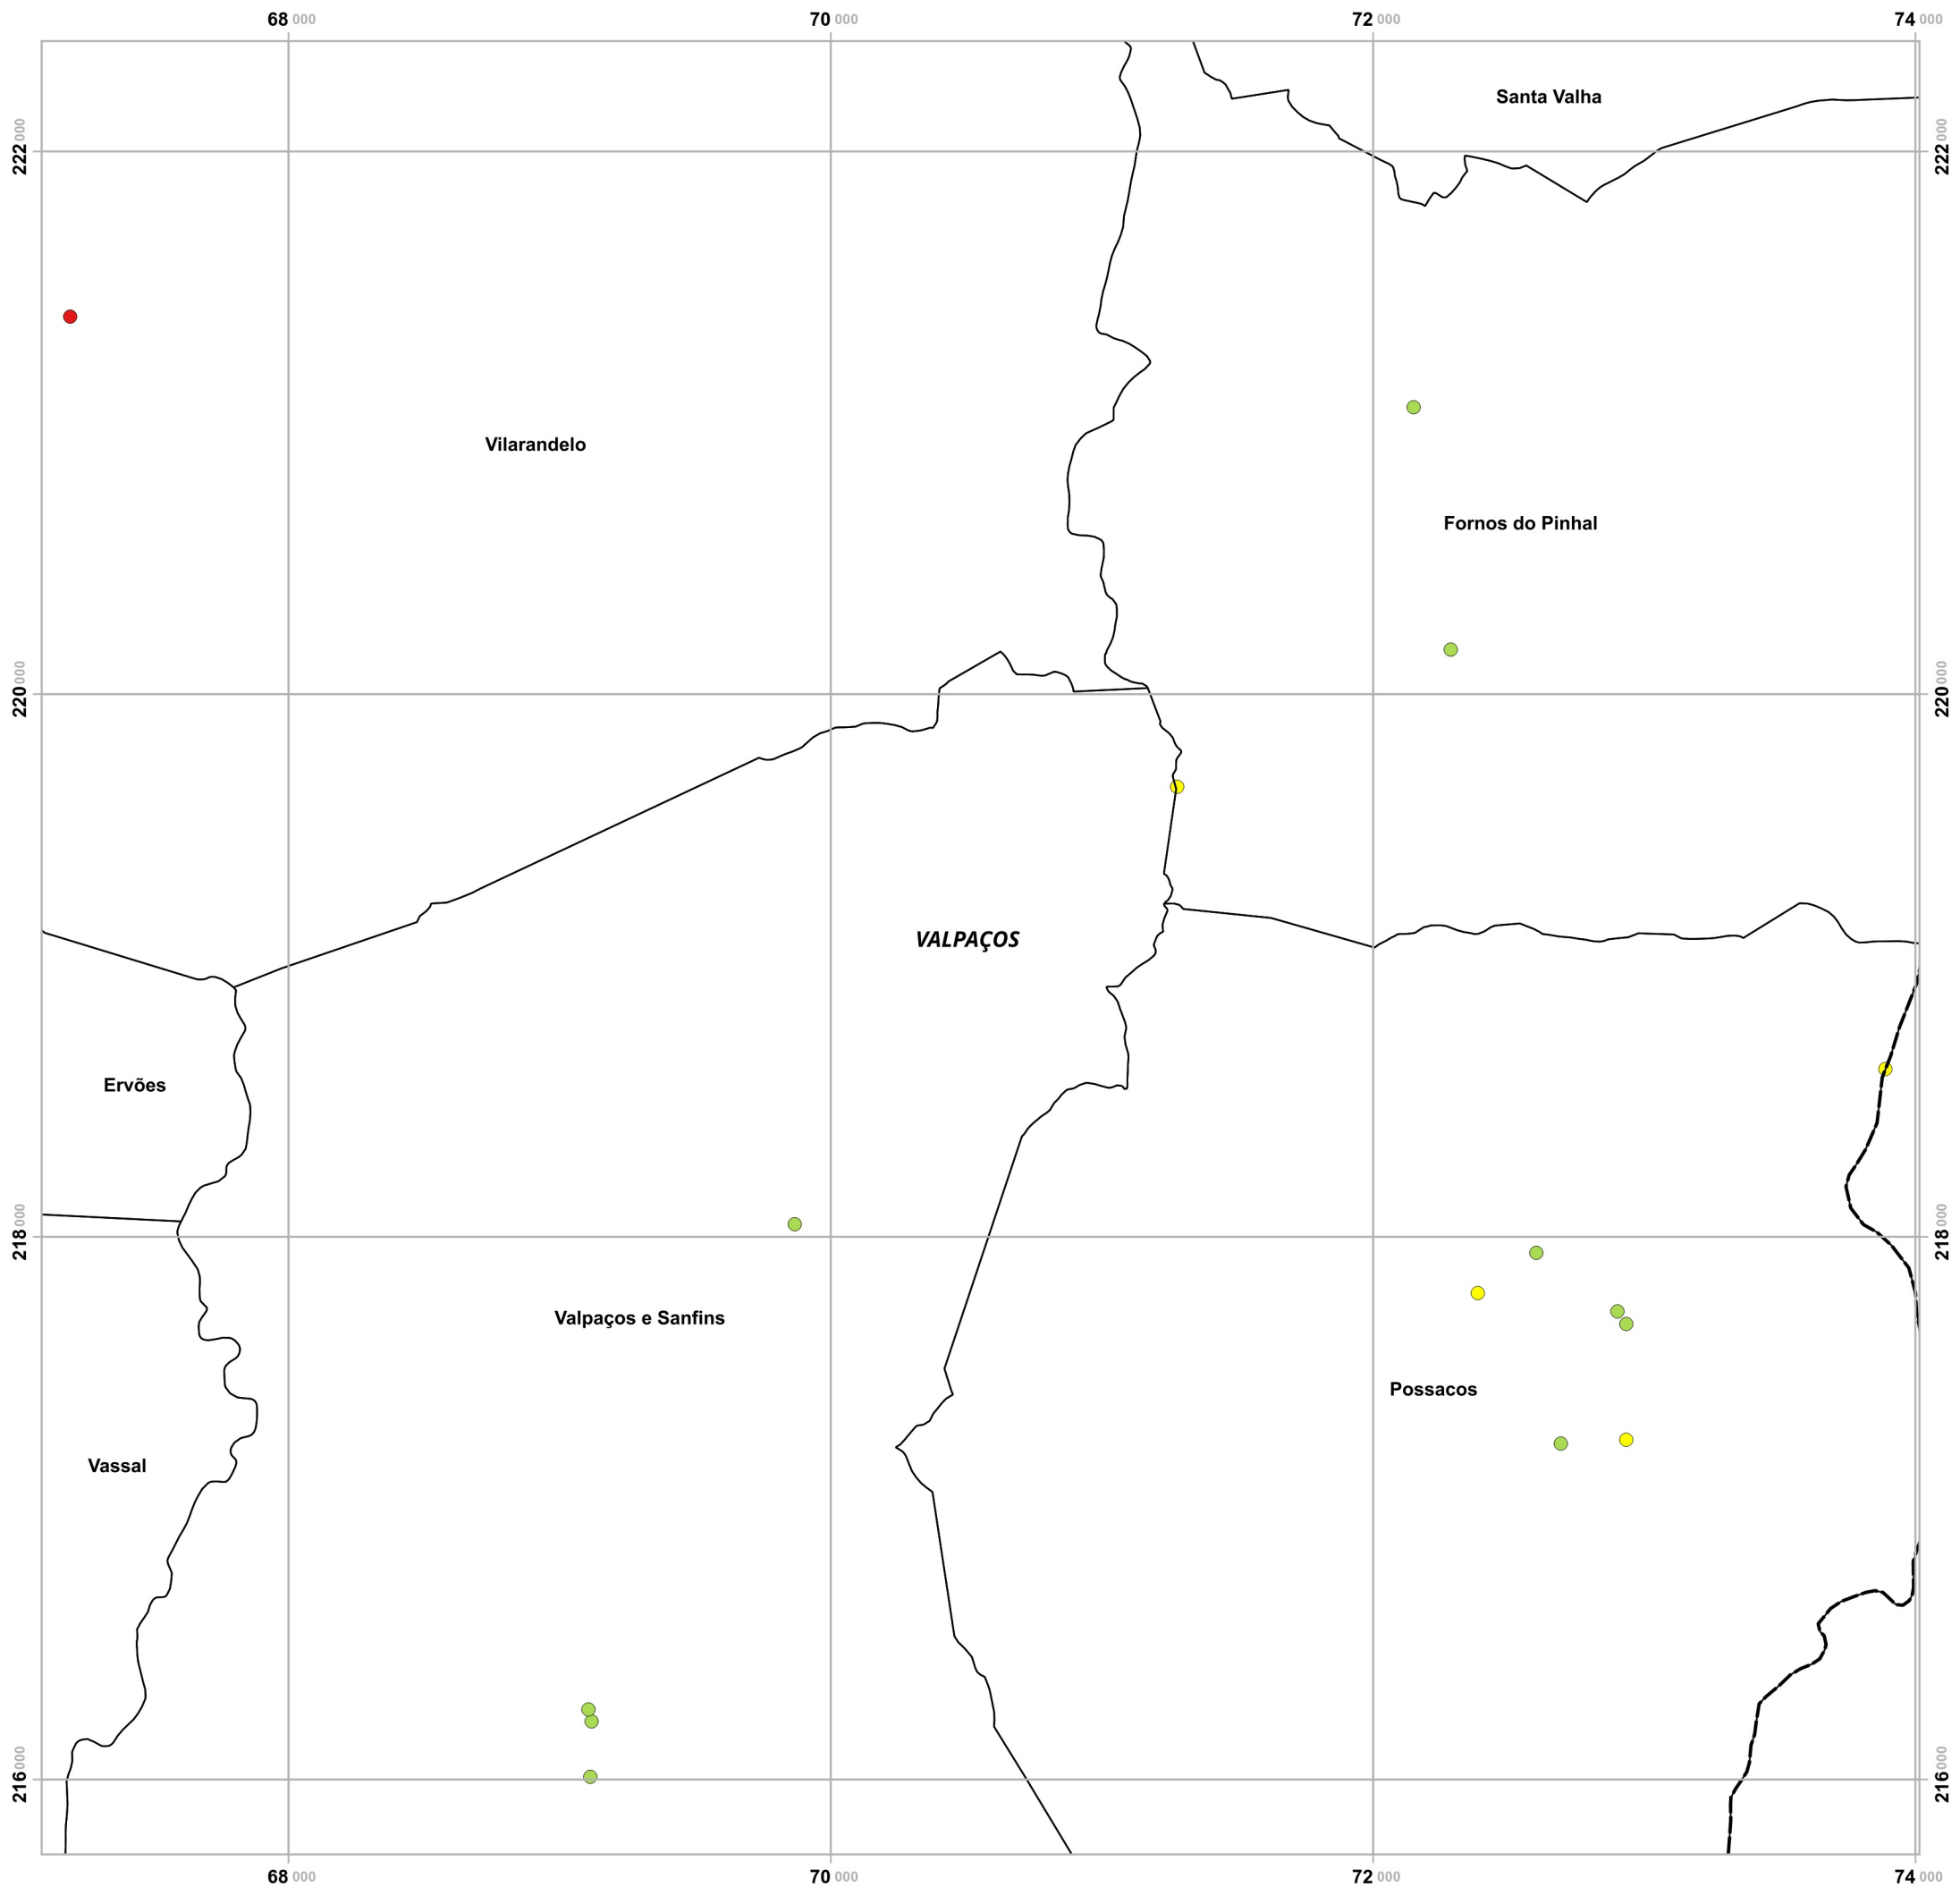 68 000 70 000 72 000 74 000
Santa Valha
222 000 222 000
Vilarandelo
Fornos do Pinhal
220 000 220 000
VALPAÇOS
Ervões
218 000 218 000
Valpaços e Sanfins
Possacos
Vassal
216 000 216 000
68 000 70 000 72 000 74 000